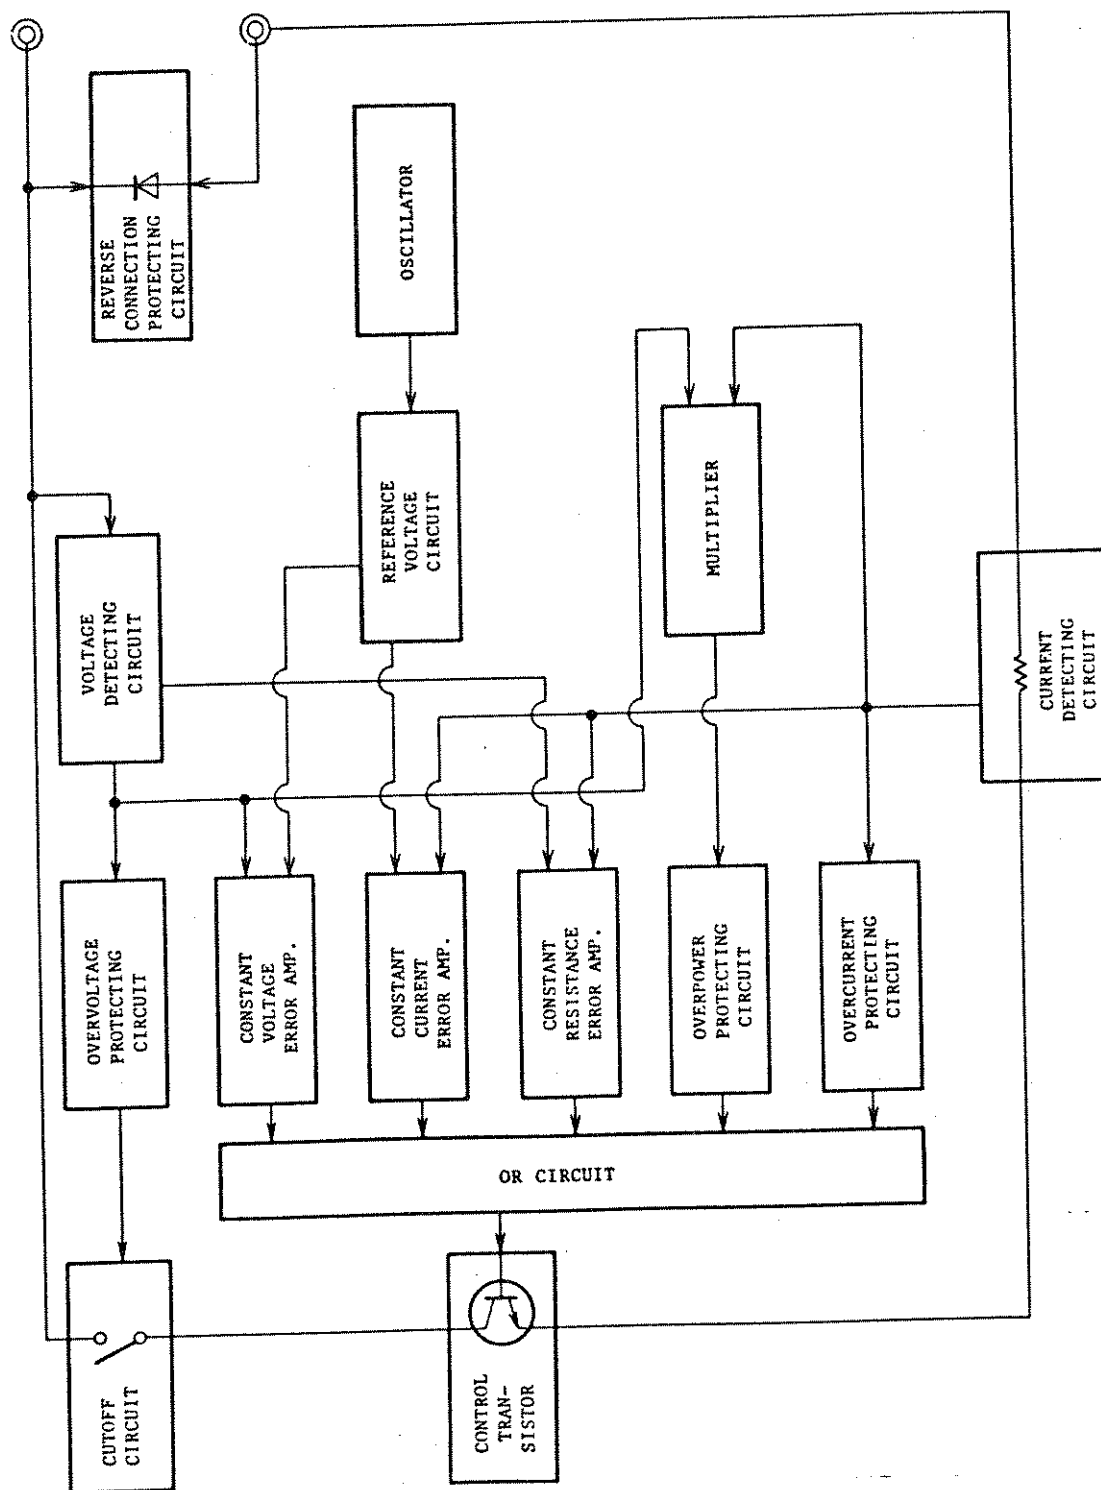 REVERSE
CONNECTION
PROTECTING
CIRCUIT
OSCILLATOR
VOLTAGE
DETECTING
CIRCUIT
REFERENCE
VOLTAGE
CIRCUIT
MULTIPLIER
CURRENT
DETECTING
CIRCUIT
OVERVOLTAGE
PROTECTING
CIRCUIT
CONSTANT
VOLTAGE
ERROR AMP.
CONSTANT
CURRENT
ERROR AMP.
CONSTANT
RESISTANCE
ERROR AMP.
OVERPOWER
PROTECTING
CIRCUIT
OVERCURRENT
PROTECTING
CIRCUIT
OR CIRCUIT
CUTOFF
CIRCUIT
CONTROL
TRAN-
SISTOR